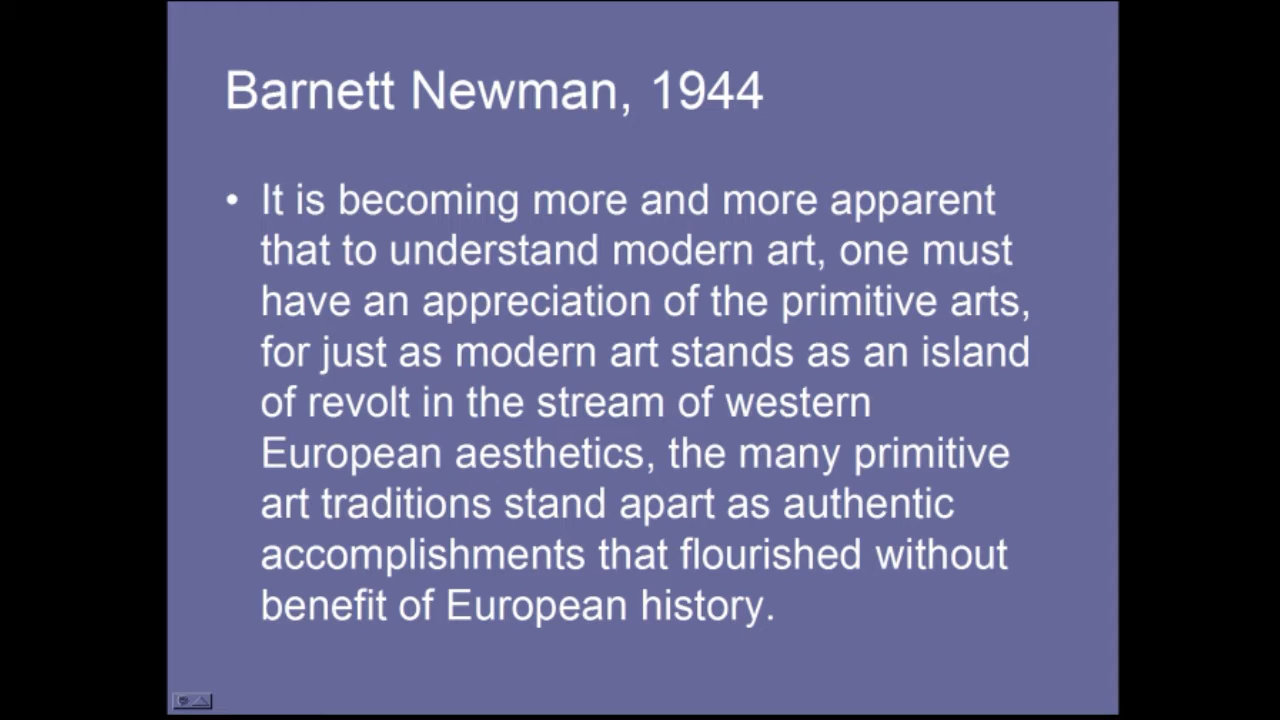 Barnett Newman, 1944
• It is becoming more and more apparent
that to understand modern art, one must
have an appreciation of the primitive arts,
for just as modern art stands as an island
of revolt in the stream of western
European aesthetics, the many primitive
art traditions stand apart as authentic
accomplishments that flourished without
benefit of European history.